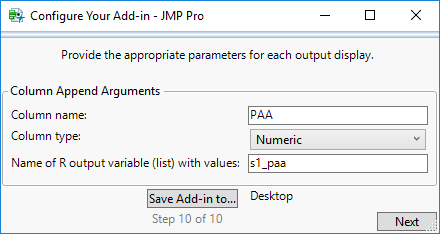 Configure Your Add-in - JMP Pro
Provide the appropriate parameters for each output display.
Column Append Arguments
Column name: PAA
Column type: Numeric
Name of R output variable (list) with values: s1_paa
Save Add-in to... Desktop
Step 10 of 10
Next